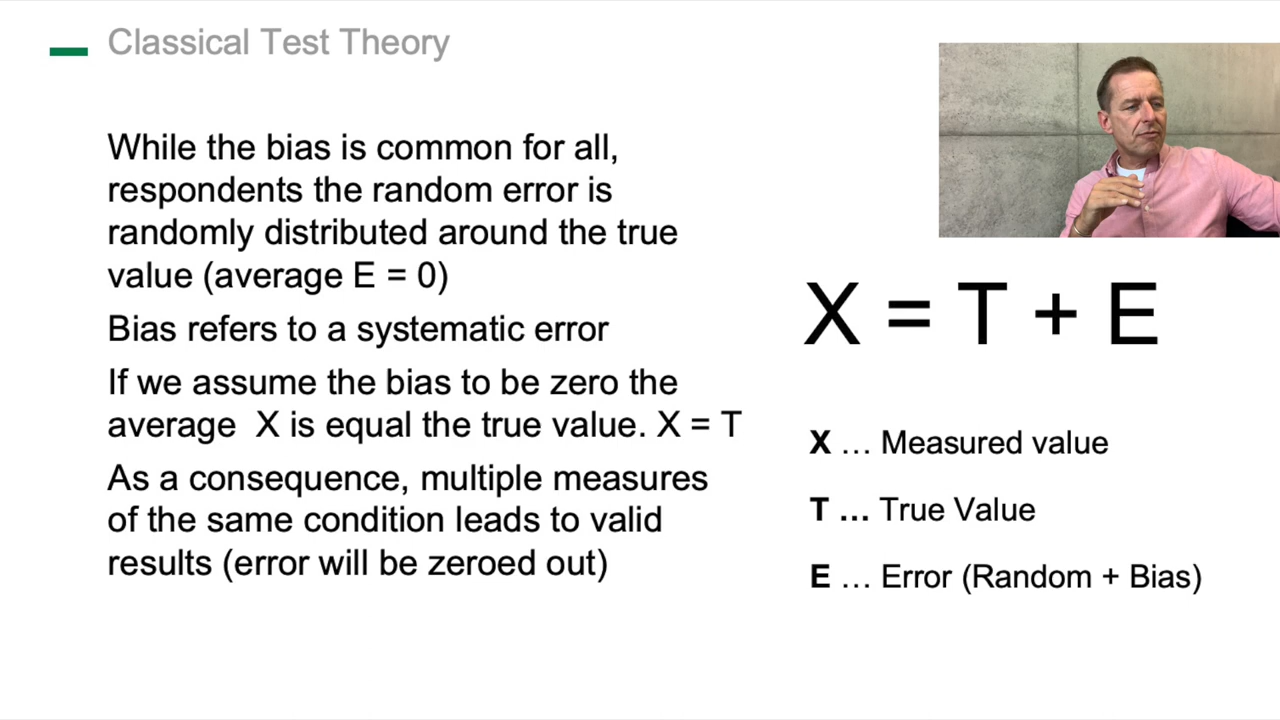 Classical Test Theory
While the bias is common for all,
respondents the random error is
randomly distributed around the true
value (average E = 0)
Bias refers to a systematic error
If we assume the bias to be zero the
average  X is equal the true value. X = T
As a consequence, multiple measures
of the same condition leads to valid
results (error will be zeroed out)
X = T + E
X … Measured value
T … True Value
E … Error (Random + Bias)